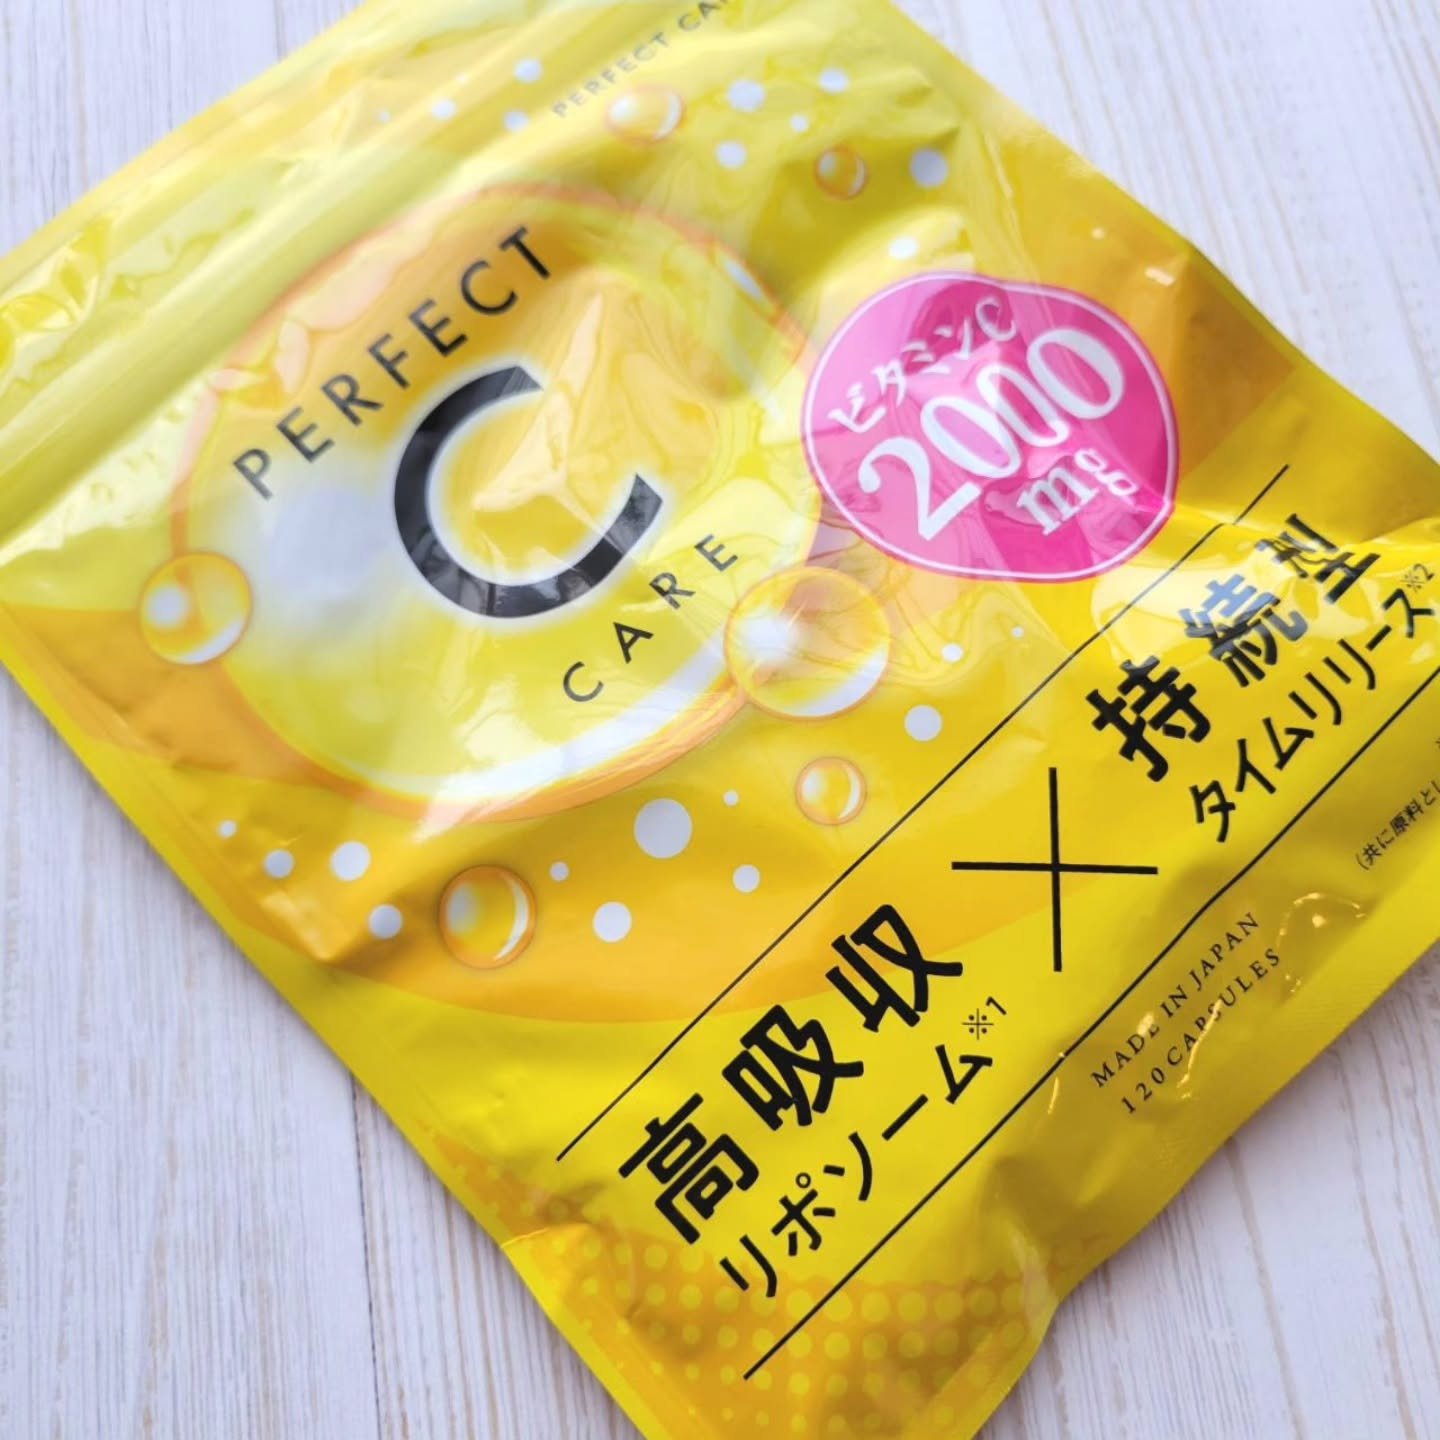 PERFECT CA
PERFECT
C
CARE
ビタミンC
2000
mg
高吸収
リポソーム※1
×
持続型
タイムリリース※2
(共に原料とし
MADE IN JAPAN
120 CAPSULES